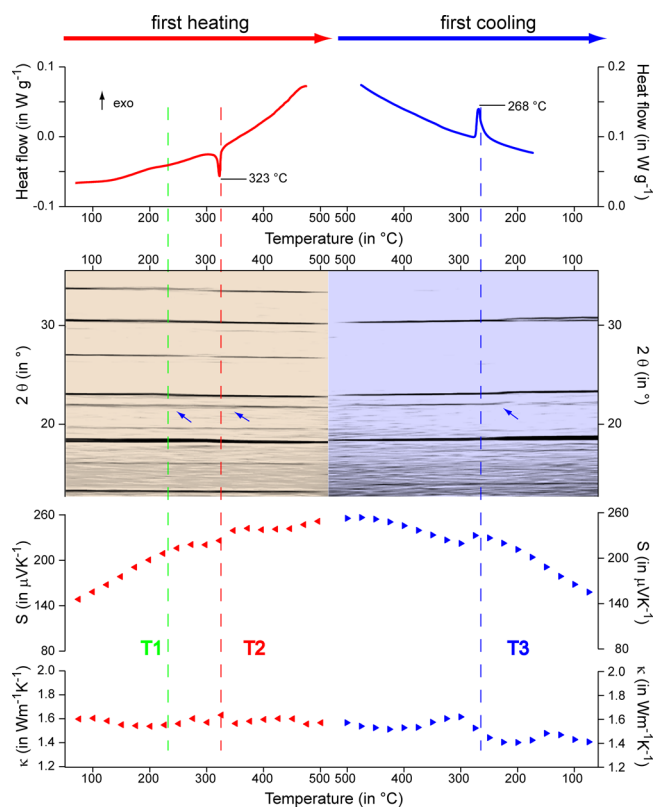 first heating
first cooling
0.1
0.0
-0.1
Heat flow (in W g⁻¹)
exo
323 °C
268 °C
0.2
0.1
0.0
Heat flow (in W g⁻¹)
100 200 300 400 500 500 400 300 200 100
Temperature (in °C)
100 200 300 400 500 500 400 300 200 100
30
20
2 θ (in °)
30
20
2 θ (in °)
260
200
140
80
S (in μVK⁻¹)
260
200
140
80
S (in μVK⁻¹)
T1
T2
T3
2.0
1.8
1.6
1.4
1.2
κ (in Wm⁻¹K⁻¹)
2.0
1.8
1.6
1.4
1.2
κ (in Wm⁻¹K⁻¹)
100 200 300 400 500 500 400 300 200 100
Temperature (in °C)